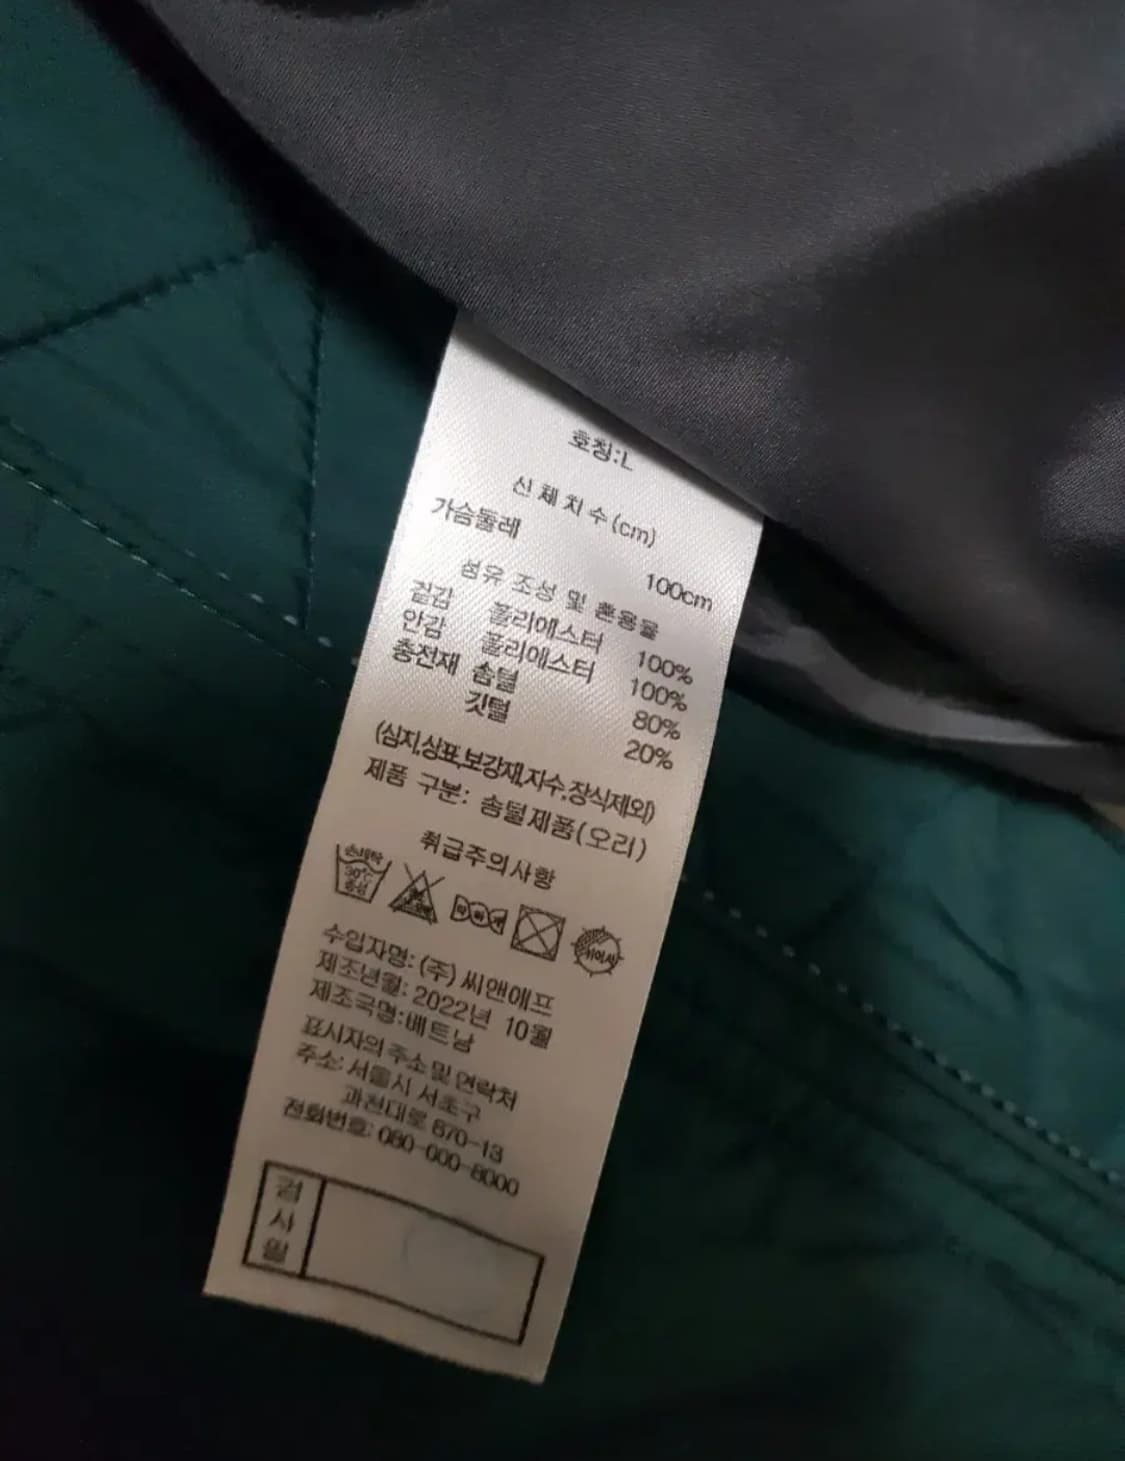 호칭:L
신체치수(cm)
가슴둘레 100cm
섬유 조성 및 혼용율
겉감 폴리에스터 100%
안감 폴리에스터 100%
충전재 솜털 80%
깃털 20%
(심지,상표,보강재,자수,장식제외)
제품 구분: 솜털제품(오리)
취급주의사항
손세탁
30℃
중성
수입자명: (주) 씨앤에프
제조년월: 2022년 10월
제조국명:베트남
표시자의 주소 및 연락처
주소: 서울시 서초구
과천대로 870-13
전화번호: 080-000-8000
검사필